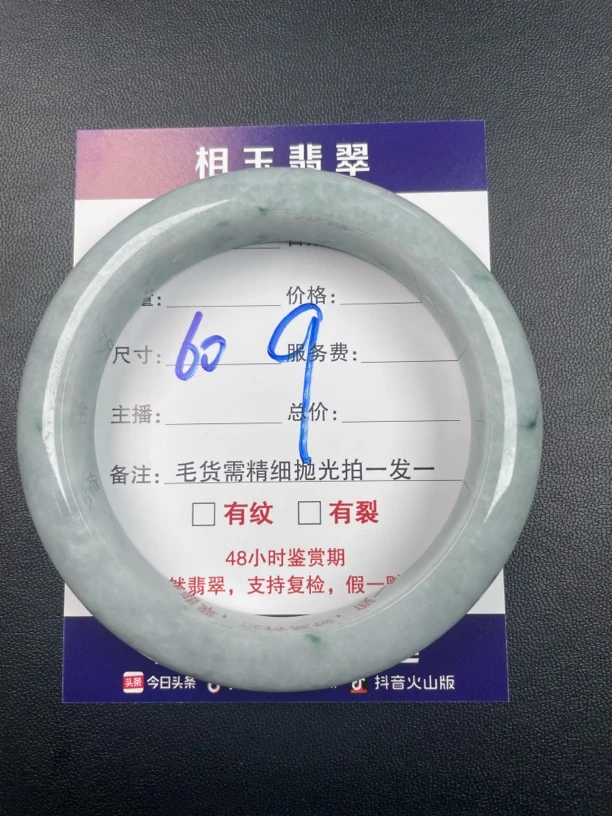 相玉翡翠
价格:
尺寸: 60 9 服务费:
主播: 总价:
备注: 毛货需精细抛光拍一发一
□ 有纹 □ 有裂
48小时鉴赏期
然翡翠，支持复检，假一
头条 今日头条 抖音火山版